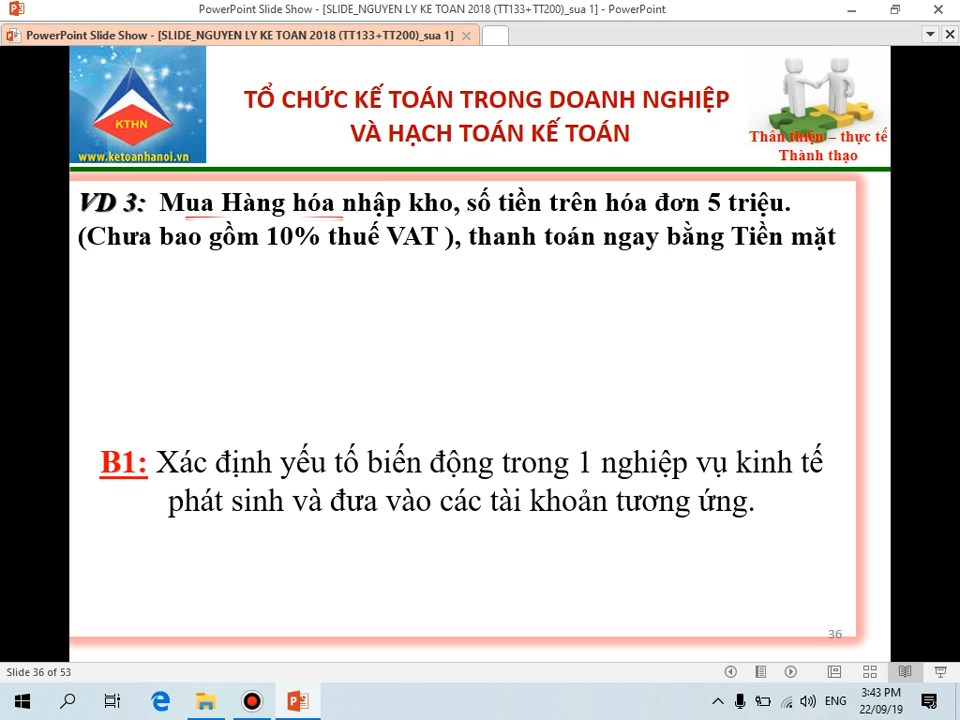 PowerPoint Slide Show - [SLIDE_NGUYEN LY KE TOAN 2018 (TT133+TT200)_sua 1] - PowerPoint
PowerPoint Slide Show - [SLIDE_NGUYEN LY KE TOAN 2018 (TT133+TT200)_sua 1]
KTHN
www.ketoanhanoi.vn
TỔ CHỨC KẾ TOÁN TRONG DOANH NGHIỆP
VÀ HẠCH TOÁN KẾ TOÁN
Thân thiện – thực tế
Thành thạo
VD 3: Mua Hàng hóa nhập kho, số tiền trên hóa đơn 5 triệu.
(Chưa bao gồm 10% thuế VAT ), thanh toán ngay bằng Tiền mặt
B1: Xác định yếu tố biến động trong 1 nghiệp vụ kinh tế
phát sinh và đưa vào các tài khoản tương ứng.
36
Slide 36 of 53
ENG
3:43 PM
22/09/19